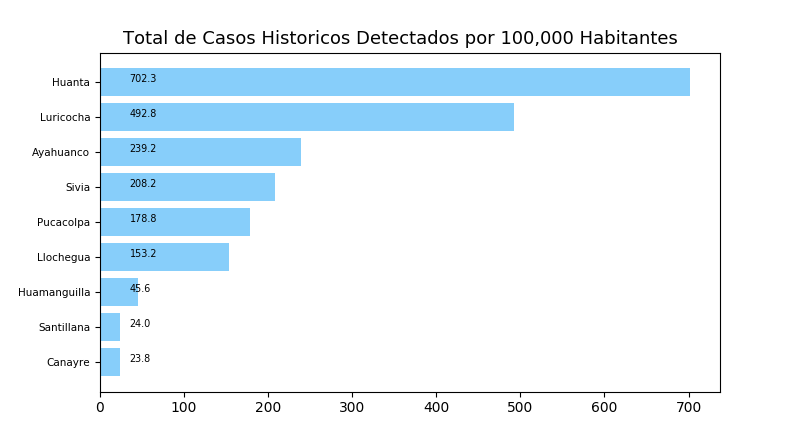 Total de Casos Historicos Detectados por 100,000 Habitantes
Huanta 702.3
Luricocha 492.8
Ayahuanco 239.2
Sivia 208.2
Pucacolpa 178.8
Llochegua 153.2
Huamanguilla 45.6
Santillana 24.0
Canayre 23.8
0 100 200 300 400 500 600 700